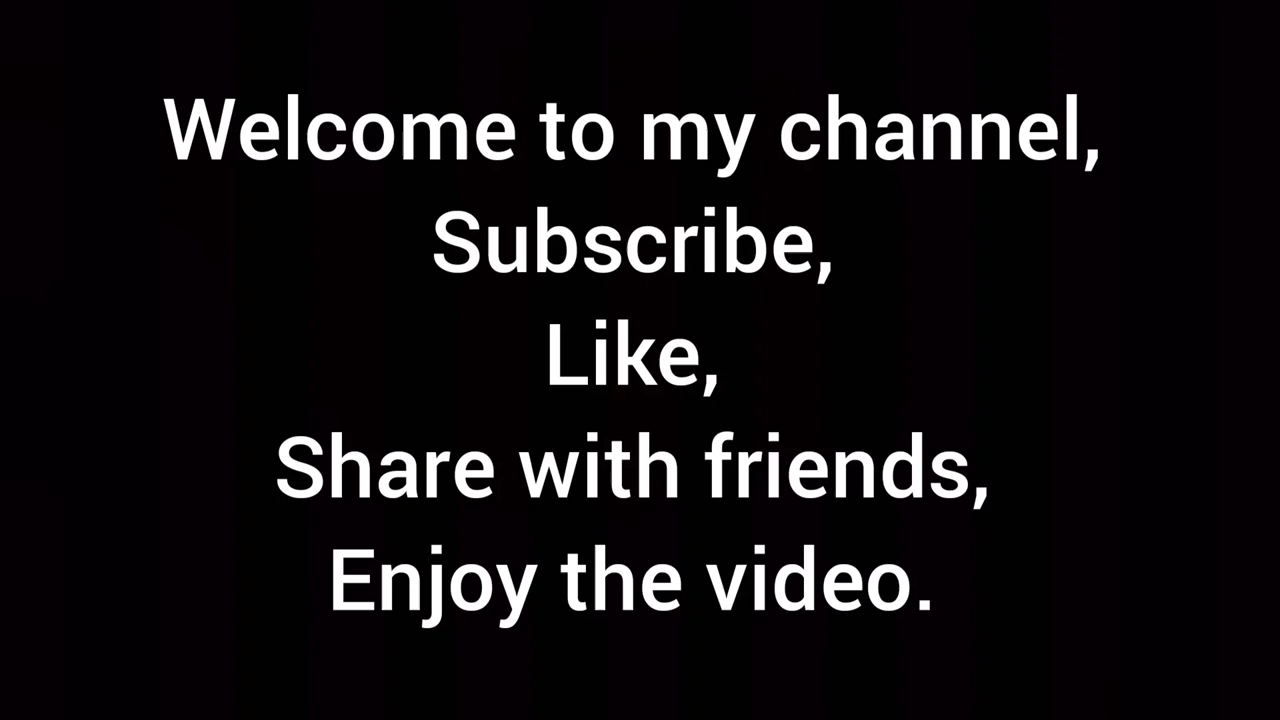 Welcome to my channel,
Subscribe,
Like,
Share with friends,
Enjoy the video.